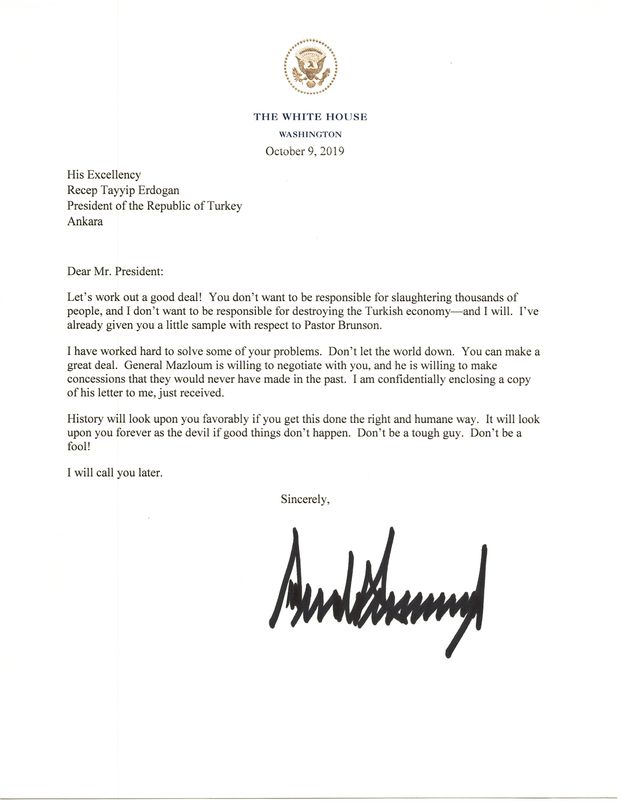 THE WHITE HOUSE
WASHINGTON
October 9, 2019
His Excellency
Recep Tayyip Erdogan
President of the Republic of Turkey
Ankara
Dear Mr. President:
Let's work out a good deal!  You don't want to be responsible for slaughtering thousands of
people, and I don't want to be responsible for destroying the Turkish economy—and I will.  I've
already given you a little sample with respect to Pastor Brunson.
I have worked hard to solve some of your problems.  Don't let the world down.  You can make a
great deal.  General Mazloum is willing to negotiate with you, and he is willing to make
concessions that they would never have made in the past.  I am confidentially enclosing a copy
of his letter to me, just received.
History will look upon you favorably if you get this done the right and humane way.  It will look
upon you forever as the devil if good things don't happen.  Don't be a tough guy.  Don't be a
fool!
I will call you later.
Sincerely,